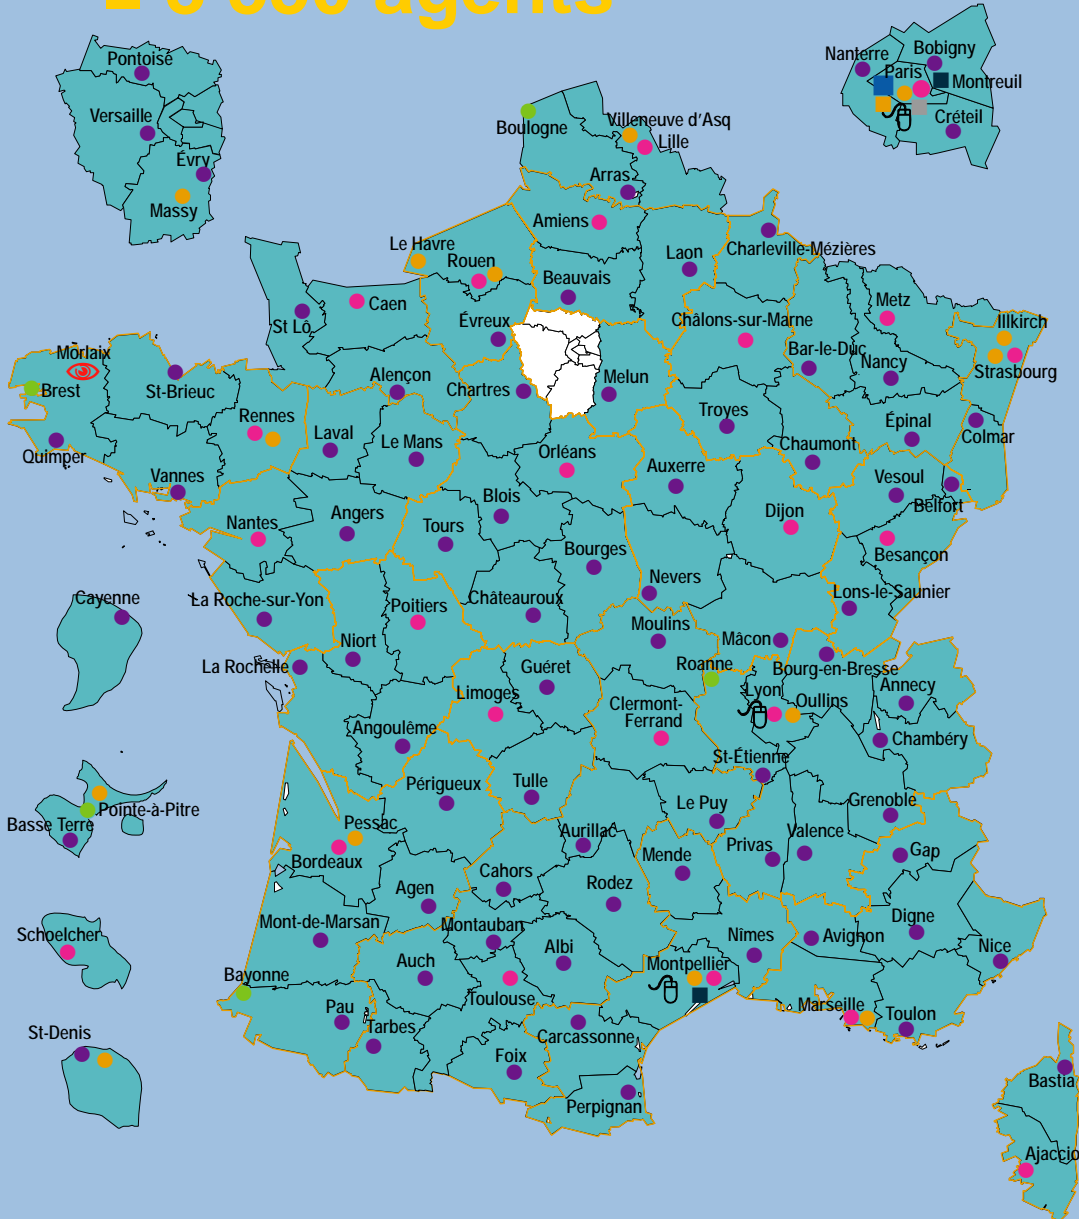 3 600 agents
Pontoise
Versaille
Évry
Massy
Nanterre
Bobigny
Paris
Montreuil
Créteil
Boulogne
Villeneuve d'Asq
Lille
Arras
Amiens
Le Havre
Rouen
Laon
Charleville-Mézières
Beauvais
Caen
St Lô
Évreux
Châlons-sur-Marne
Metz
Illkirch
Strasbourg
Bar-le-Duc
Nancy
Morlaix
Brest
St-Brieuc
Alençon
Chartres
Melun
Quimper
Rennes
Laval
Le Mans
Troyes
Chaumont
Épinal
Colmar
Vannes
Orléans
Auxerre
Vesoul
Belfort
Nantes
Angers
Tours
Blois
Dijon
Besançon
Bourges
Nevers
Lons-le-Saunier
Cayenne
La Roche-sur-Yon
Poitiers
Châteauroux
Moulins
Mâcon
Niort
La Rochelle
Guéret
Roanne
Bourg-en-Bresse
Annecy
Limoges
Clermont-
Ferrand
Lyon
Oullins
Angoulême
Chambéry
St-Étienne
Périgueux
Tulle
Le Puy
Grenoble
Pointe-à-Pitre
Basse Terre
Pessac
Bordeaux
Aurillac
Valence
Privas
Gap
Mende
Cahors
Agen
Rodez
Schoelcher
Mont-de-Marsan
Montauban
Albi
Nimes
Avignon
Digne
Nice
Bayonne
Auch
Toulouse
Montpellier
Marseille
Toulon
Pau
Tarbes
Carcassonne
St-Denis
Foix
Perpignan
Bastia
Ajaccio